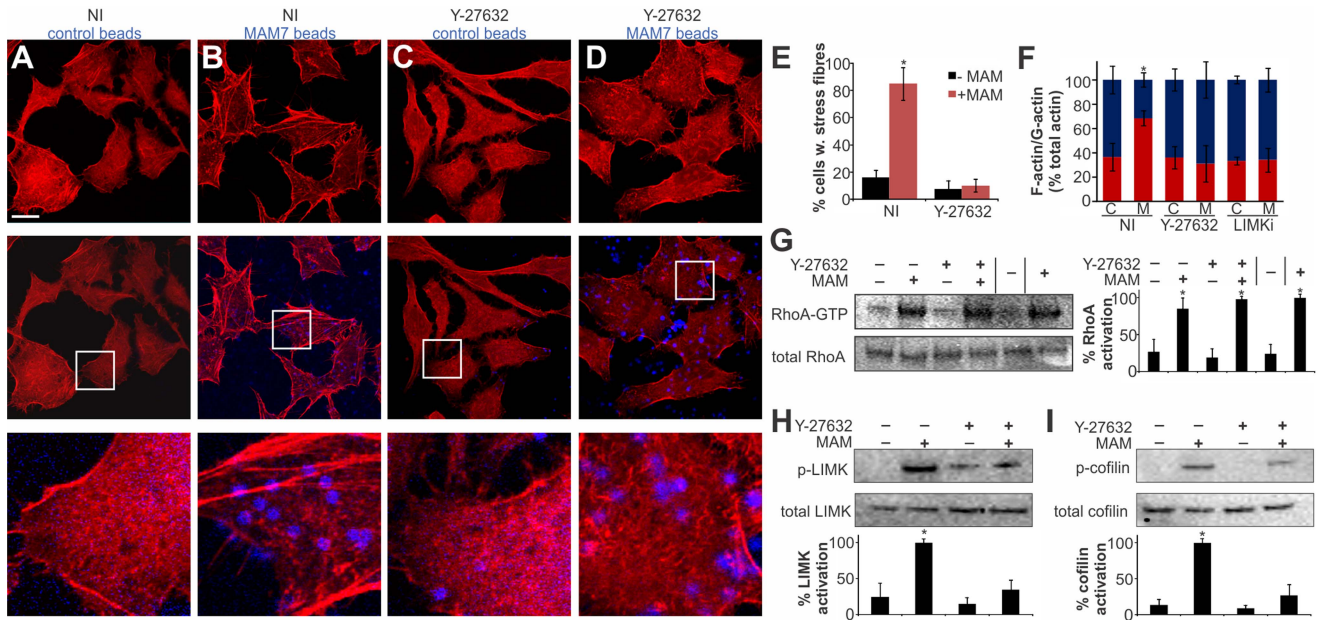 NI
control beads
NI
MAM7 beads
Y-27632
control beads
Y-27632
MAM7 beads
A
B
C
D
E
% cells w. stress fibres
100
80
60
40
20
0
*
- MAM
+MAM
NI
Y-27632
F
F-actin/G-actin
(% total actin)
100
80
60
40
20
0
*
C M C M C M
NI Y-27632 LIMKi
G
Y-27632 – – + +
MAM – + – + – +
RhoA-GTP
total RhoA
Y-27632 – – + +
MAM – + – + – +
% RhoA
activation
100
50
0
* * *
H
Y-27632 – – + +
MAM – + – +
p-LIMK
total LIMK
% LIMK
activation
100
50
0
*
I
Y-27632 – – + +
MAM – + – +
p-cofilin
total cofilin
% cofilin
activation
100
50
0
*